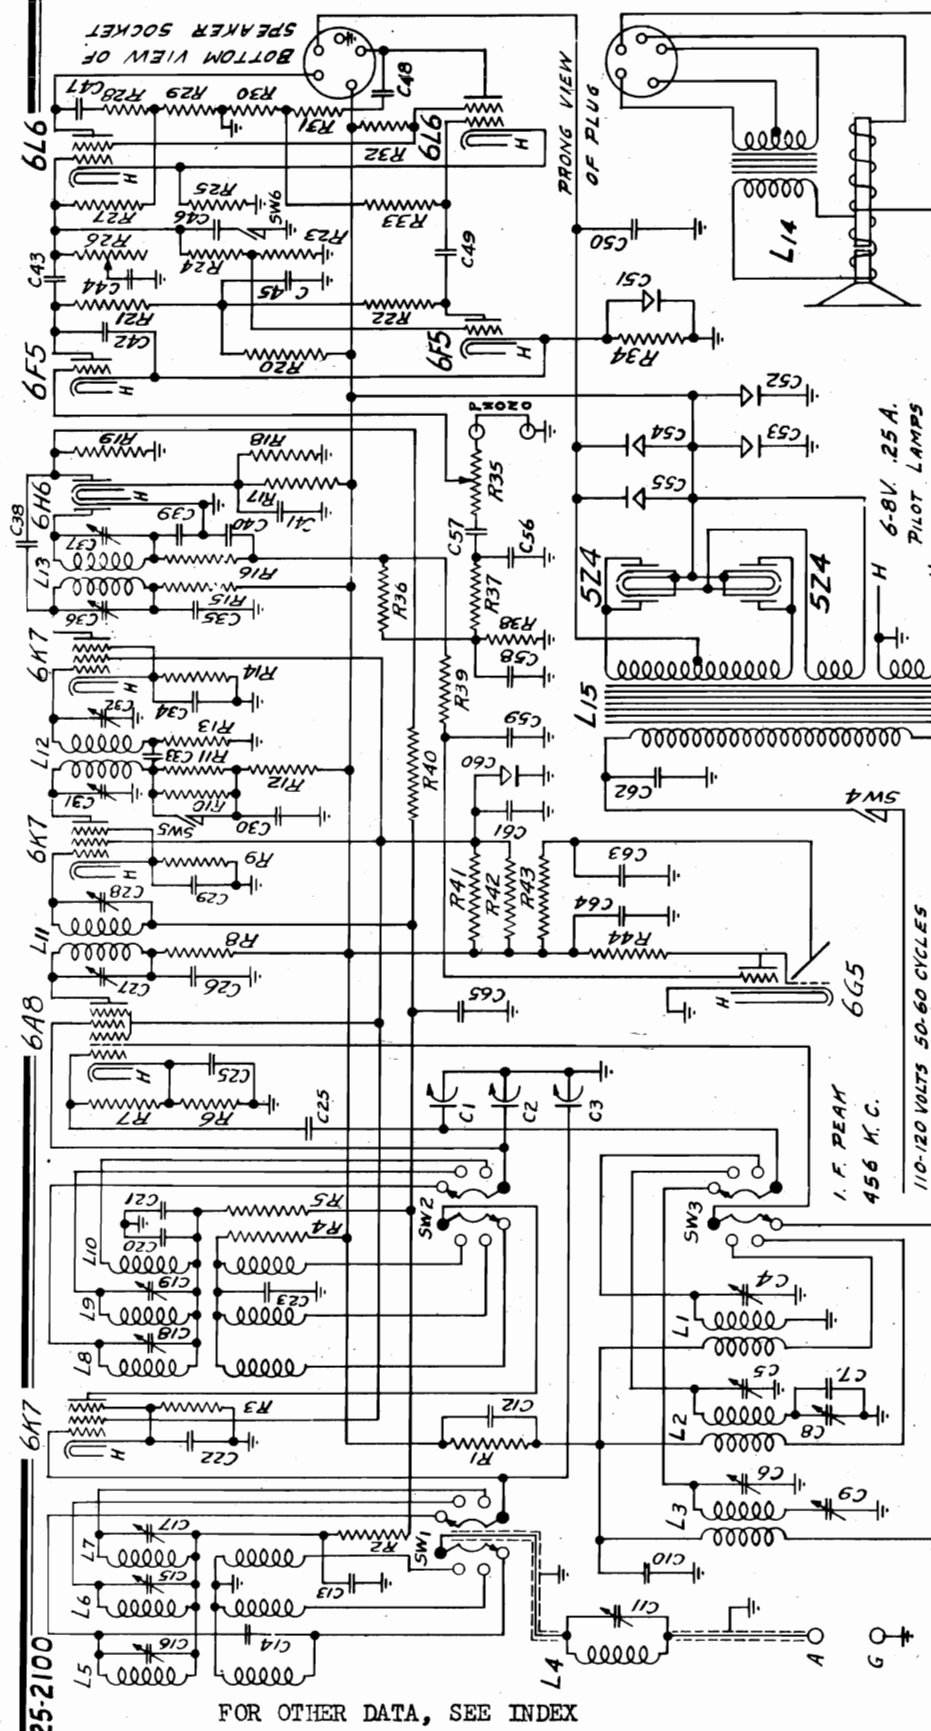 BOTTOM VIEW OF
SPEAKER SOCKET
C47
R28
R29
R30
R31
C48
6L6
H
R32
6L6
H
PRONG VIEW
OF PLUG
R27
R25
C46
SW6
R33
R26
R24
R23
C43
C44
C45
C49
C50
L14
R21
C42
R22
C51
6F5
H
R20
6F5
H
R34
C52
R19
R18
PHONO
C54
C53
C38
6H6
H
R17
C41
R35
C55
6-8V. .25A.
PILOT LAMPS
C37
C39
C40
C57
C56
L13
R16
5Z4
5Z4
H
R15
R36
R37
C36
C35
R38
6K7
H
R14
C58
C34
R39
L15
C32
L12
R13
C59
R11
C33
R12
R40
C60
C31
R10
C62
SW5
C30
C61
SW4
6K7
H
R9
C29
R41
R42
R43
C63
C28
C64
L11
R8
R44
C27
C26
6G5
H
6A8
C65
H
C25
R7
R6
C25
C1
C2
C3
I. F. PEAK
456 K.C.
110-120 VOLTS 50-60 CYCLES
C21
R5
SW2
SW3
C20
R4
L10
C19
L9
C23
C4
L1
C18
L8
C5
C7.
6K7
H
R3
C12
L2
C8
C22
R1
C6
L3
C9
C17
L7
R2
SW1
C15
L6
C13
C10
C16
L5
C14
C11
L4
A
G
25-2100
FOR OTHER DATA, SEE INDEX